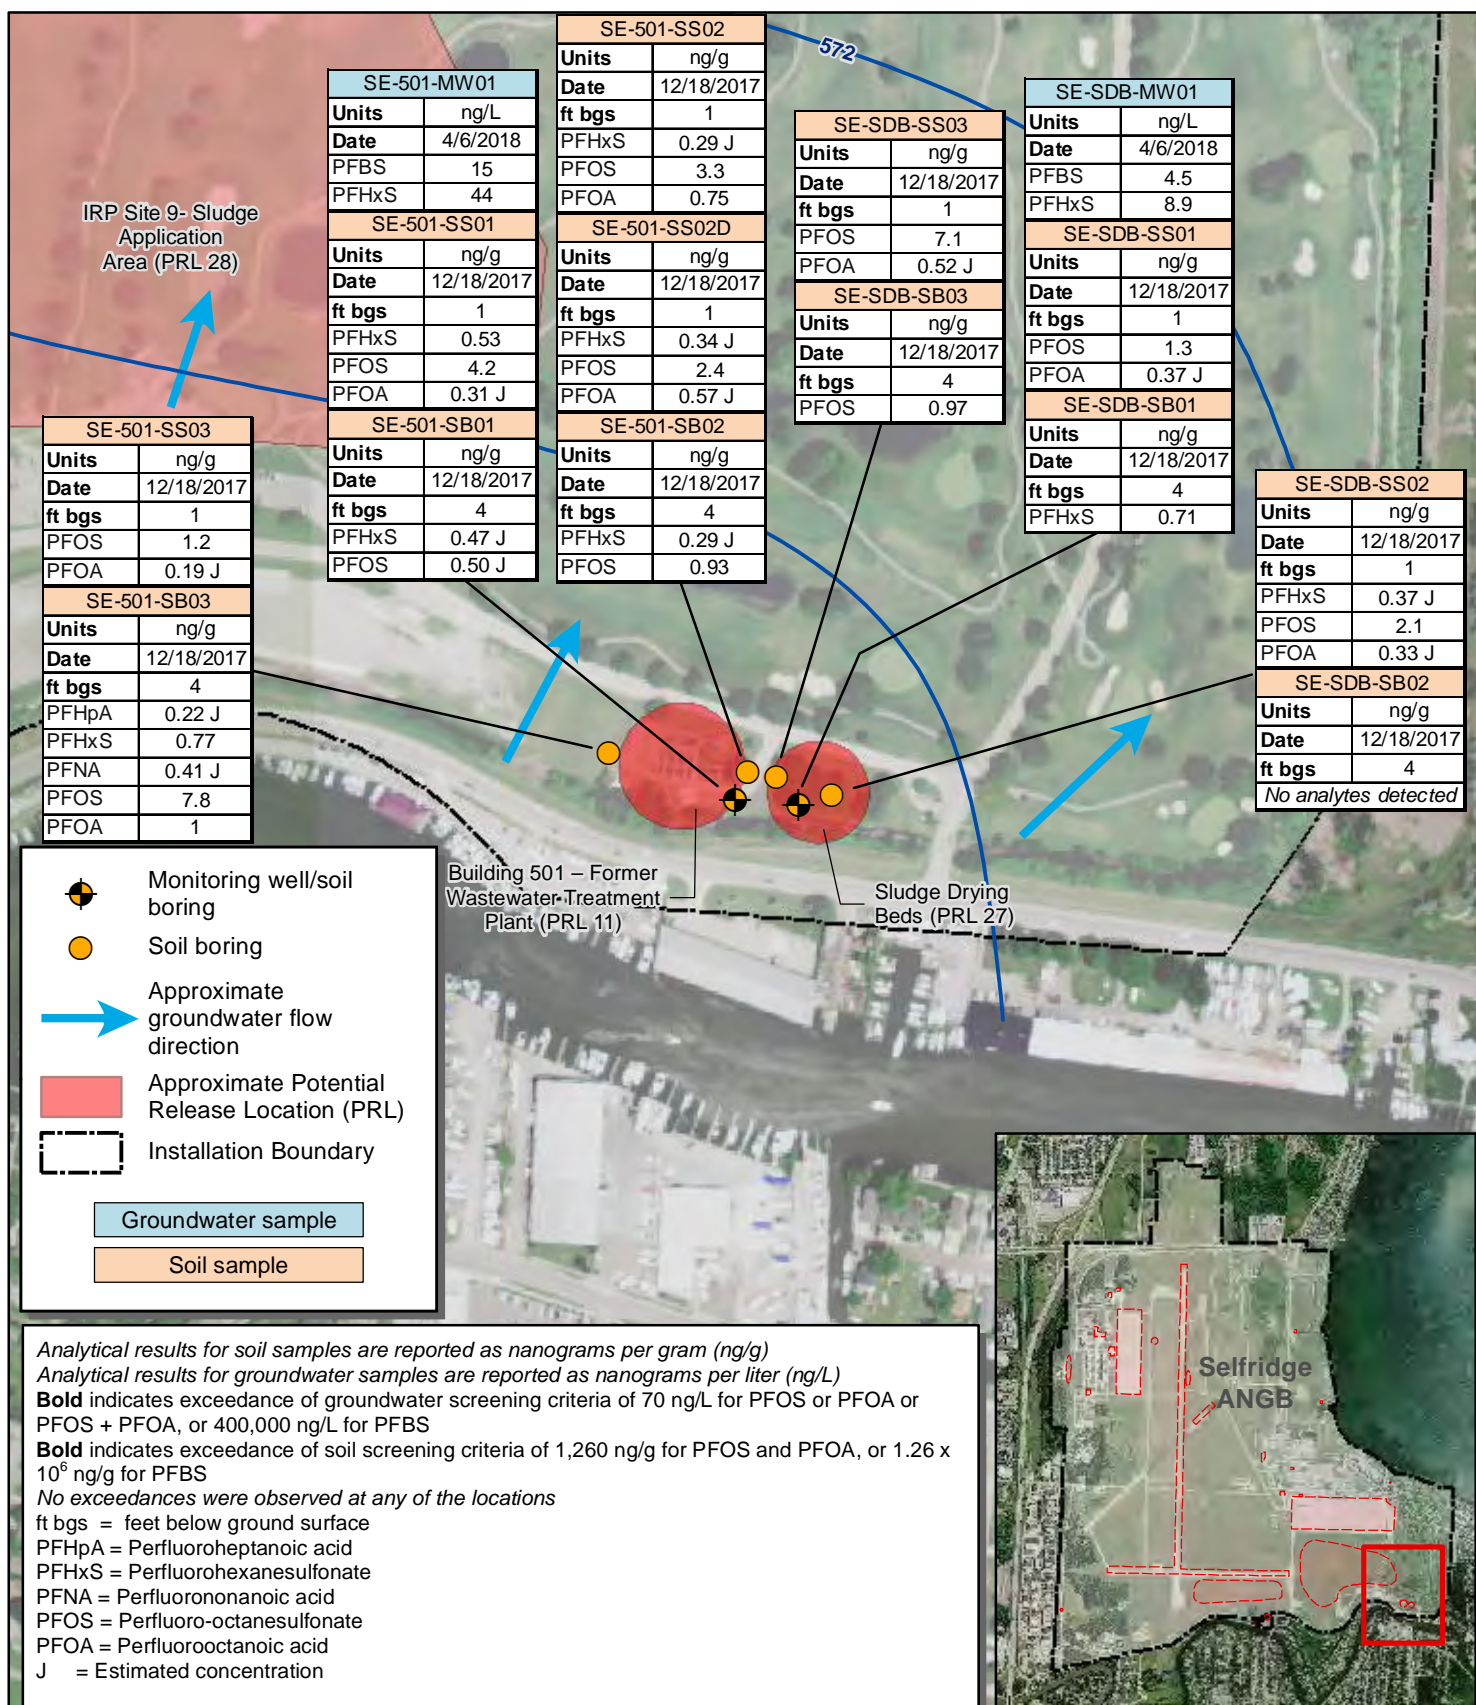 572
SE-501-SS02
Units ng/g
Date 12/18/2017
ft bgs 1
PFHxS 0.29 J
PFOS 3.3
PFOA 0.75
SE-501-SS02D
Units ng/g
Date 12/18/2017
ft bgs 1
PFHxS 0.34 J
PFOS 2.4
PFOA 0.57 J
SE-501-SB02
Units ng/g
Date 12/18/2017
ft bgs 4
PFHxS 0.29 J
PFOS 0.93
SE-501-MW01
Units ng/L
Date 4/6/2018
PFBS 15
PFHxS 44
SE-501-SS01
Units ng/g
Date 12/18/2017
ft bgs 1
PFHxS 0.53
PFOS 4.2
PFOA 0.31 J
SE-501-SB01
Units ng/g
Date 12/18/2017
ft bgs 4
PFHxS 0.47 J
PFOS 0.50 J
SE-SDB-SS03
Units ng/g
Date 12/18/2017
ft bgs 1
PFOS 7.1
PFOA 0.52 J
SE-SDB-SB03
Units ng/g
Date 12/18/2017
ft bgs 4
PFOS 0.97
SE-SDB-MW01
Units ng/L
Date 4/6/2018
PFBS 4.5
PFHxS 8.9
SE-SDB-SS01
Units ng/g
Date 12/18/2017
ft bgs 1
PFOS 1.3
PFOA 0.37 J
SE-SDB-SB01
Units ng/g
Date 12/18/2017
ft bgs 4
PFHxS 0.71
SE-SDB-SS02
Units ng/g
Date 12/18/2017
ft bgs 1
PFHxS 0.37 J
PFOS 2.1
PFOA 0.33 J
SE-SDB-SB02
Units ng/g
Date 12/18/2017
ft bgs 4
No analytes detected
IRP Site 9- Sludge
Application
Area (PRL 28)
SE-501-SS03
Units ng/g
Date 12/18/2017
ft bgs 1
PFOS 1.2
PFOA 0.19 J
SE-501-SB03
Units ng/g
Date 12/18/2017
ft bgs 4
PFHpA 0.22 J
PFHxS 0.77
PFNA 0.41 J
PFOS 7.8
PFOA 1
Building 501 – Former
Wastewater Treatment
Plant (PRL 11)
Sludge Drying
Beds (PRL 27)
Monitoring well/soil
boring
Soil boring
Approximate
groundwater flow
direction
Approximate Potential
Release Location (PRL)
Installation Boundary
Groundwater sample
Soil sample
Analytical results for soil samples are reported as nanograms per gram (ng/g)
Analytical results for groundwater samples are reported as nanograms per liter (ng/L)
Bold indicates exceedance of groundwater screening criteria of 70 ng/L for PFOS or PFOA or
PFOS + PFOA, or 400,000 ng/L for PFBS
Bold indicates exceedance of soil screening criteria of 1,260 ng/g for PFOS and PFOA, or 1.26 x
10⁶ ng/g for PFBS
No exceedances were observed at any of the locations
ft bgs = feet below ground surface
PFHpA = Perfluoroheptanoic acid
PFHxS = Perfluorohexanesulfonate
PFNA = Perfluorononanoic acid
PFOS = Perfluoro-octanesulfonate
PFOA = Perfluorooctanoic acid
J = Estimated concentration
Selfridge
ANGB